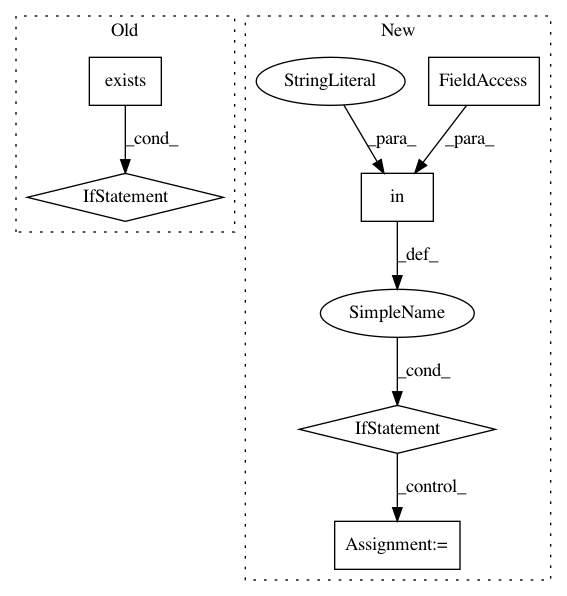 Old
New
exists
StringLiteral
FieldAccess
_cond_
_para_
_para_
IfStatement
in
_def_
SimpleName
_cond_
IfStatement
_control_
Assignment:=